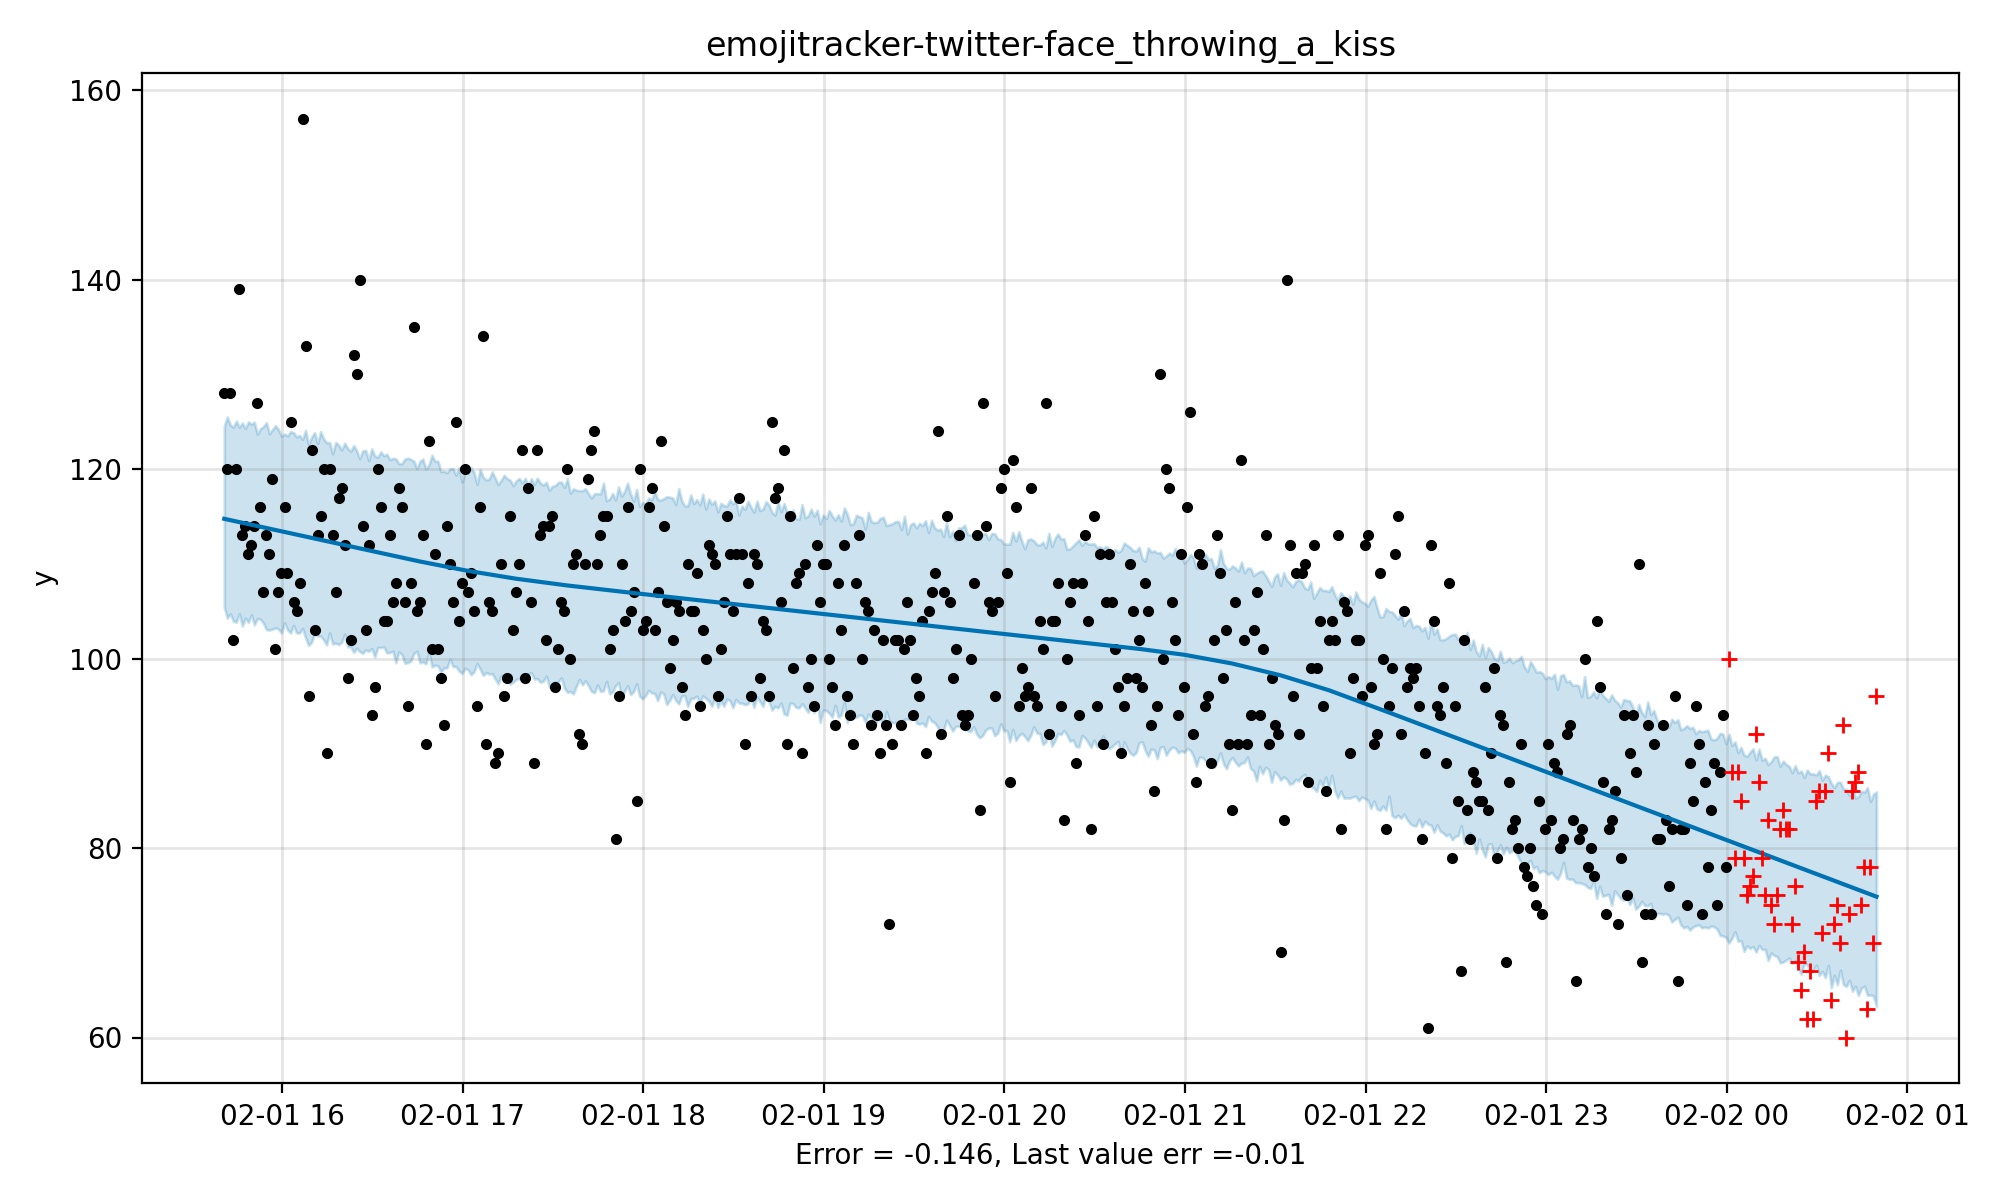 emojitracker-twitter-face_throwing_a_kiss
160
140
120
100
80
60
y
02-01 16 02-01 17 02-01 18 02-01 19 02-01 20 02-01 21 02-01 22 02-01 23 02-02 00 02-02 01
Error = -0.146, Last value err =-0.01